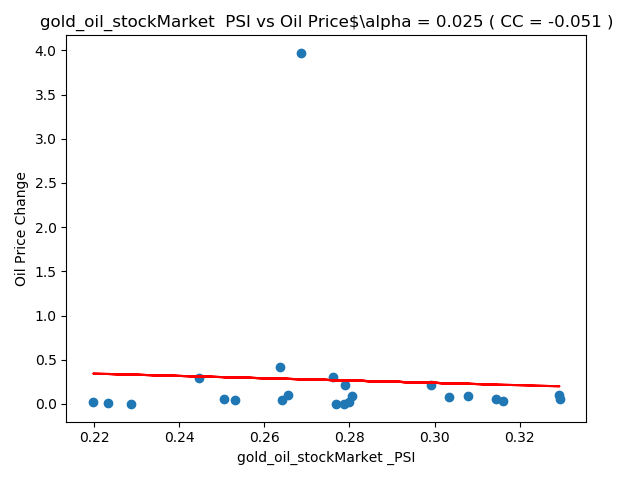 gold_oil_stockMarket  PSI vs Oil Price$\alpha = 0.025 ( CC = -0.051 )
4.0
3.5
3.0
2.5
2.0
1.5
1.0
0.5
0.0
Oil Price Change
0.22 0.24 0.26 0.28 0.30 0.32
gold_oil_stockMarket _PSI